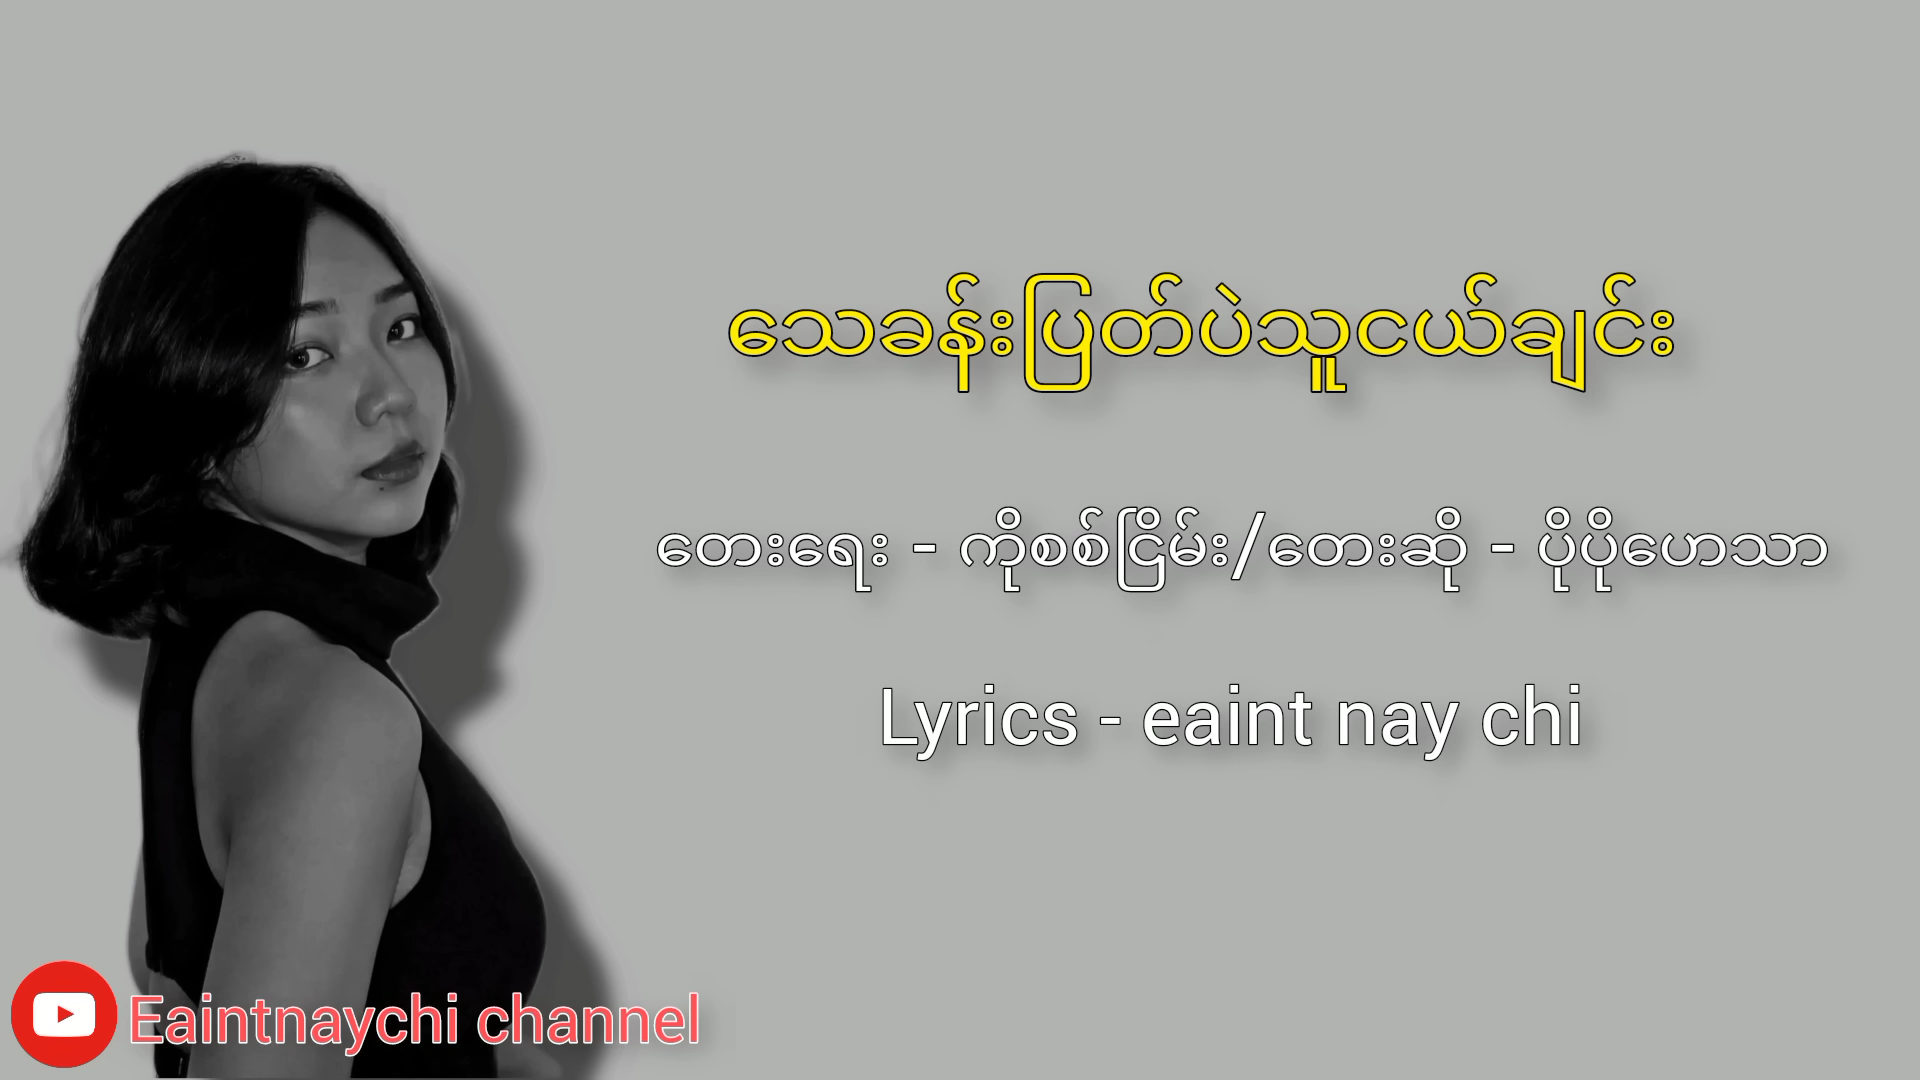 သေခန်းပြတ်ပဲသူငယ်ချင်း
တေးရေး - ကိုစစ်ငြိမ်း/တေးဆို - ပိုပိုဟေသာ
Lyrics - eaint nay chi
Eaintnaychi channel